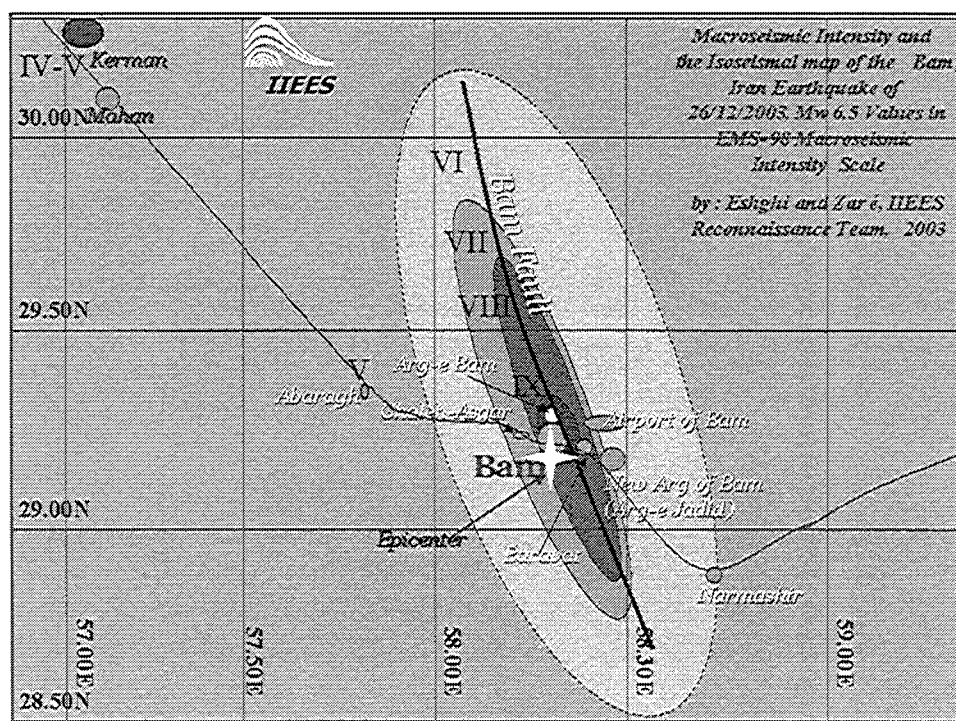 Macroseismic Intensity and
the Isoseismal map of the Bam
Iran Earthquake of
26/12/2003. Mw 6.5 Values in
EMS-98 Macroseismic
Intensity Scale
by : Eshghi and Zaré, IIEES
Reconnaissance Team, 2003
IIEES
IV-V Kerman
Mahan
30.00N
VI
Bam Fault
VII
VIII
29.50N
V
Arg-e Bam
Abaragh
IX
Airport of Bam
Bam
New Arg of Bam
(Arg-e Jadid)
29.00N
Epicenter
Narmashir
57.00E
57.50E
58.00E
58.30E
59.00E
28.50N